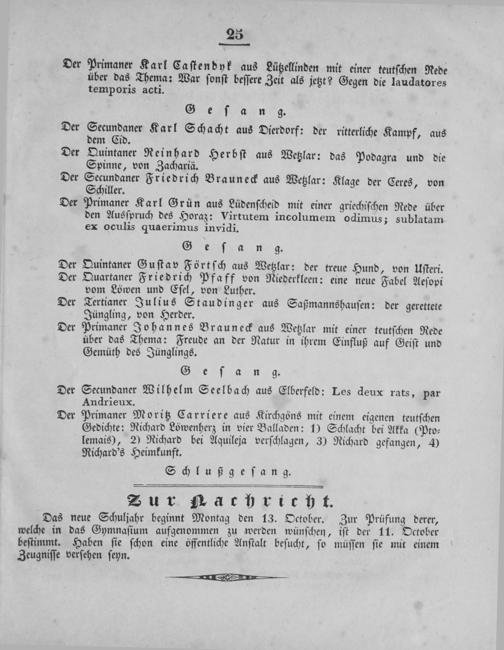 25
Der Primaner Karl Castendyk aus Lützellinden mit einer teutschen Rede
über das Thema: War sonst bessere Zeit als jetzt? Gegen die laudatores
temporis acti.
Gesang.
Der Secundaner Karl Schacht aus Dierdorf: der ritterliche Kampf, aus
dem Eid.
Der Quintaner Reinhard Herbst aus Wetzlar: das Podagra und die
Spinne, von Zachariä.
Der Secundaner Friedrich Brauneck aus Wetzlar: Klage der Ceres, von
Schiller.
Der Primaner Karl Grün aus Lüdenscheid mit einer griechischen Rede über
den Ausspruch des Horaz: Virtutem incolumem odimus; sublatam
ex oculis quaerimus invidi.
Gesang.
Der Quintaner Gustav Förtsch aus Wetzlar: der treue Hund, von Usteri.
Der Quartaner Friedrich Pfaff von Niederkleen: eine neue Fabel Aesopi
vom Löwen und Esel, von Luther.
Der Tertianer Julius Staudinger aus Saßmannshausen: der gerettete
Jüngling, von Herder.
Der Primaner Johannes Brauneck aus Wetzlar mit einer teutschen Rede
über das Thema: Freude an der Natur in ihrem Einfluß auf Geist und
Gemüth des Jünglings.
Gesang.
Der Secundaner Wilhelm Seelbach aus Elberfeld: Les deux rats, par
Andrieux.
Der Primaner Moritz Carriere aus Kirchgöns mit einem eigenen teutschen
Gedichte: Richard Löwenherz in vier Balladen: 1) Schlacht bei Akka (Pto-
lemais), 2) Richard bei Aquileja verschlagen, 3) Richard gefangen, 4)
Richard's Heimkunft.
Schlußgesang.
Zur Nachricht.
Das neue Schuljahr beginnt Montag den 13. October. Zur Prüfung derer,
welche in das Gymnasium aufgenommen zu werden wünschen, ist der 11. October
bestimmt. Haben sie schon eine öffentliche Anstalt besucht, so müssen sie mit einem
Zeugnisse versehen seyn.